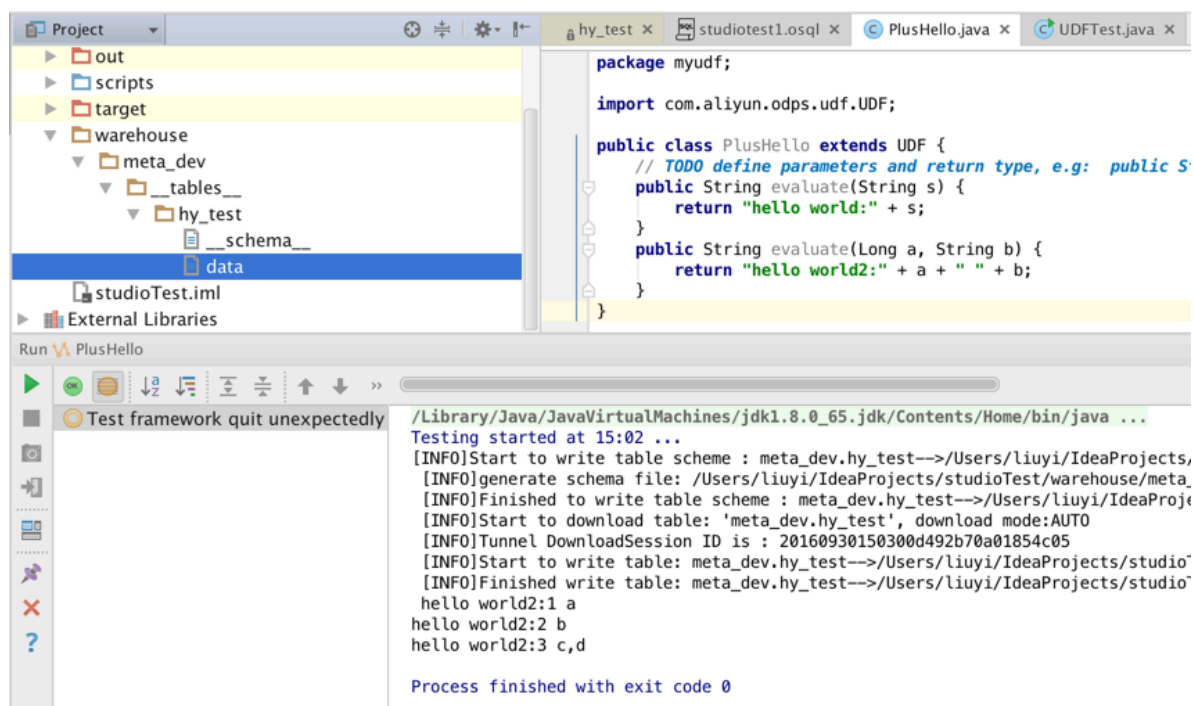 Project
hy_test
studiotest1.osql
PlusHello.java
UDFTest.java
out
scripts
target
warehouse
meta_dev
__tables__
hy_test
__schema__
data
studioTest.iml
External Libraries
package myudf;
import com.aliyun.odps.udf.UDF;
public class PlusHello extends UDF {
// TODO define parameters and return type, e.g:  public St
public String evaluate(String s) {
return "hello world:" + s;
}
public String evaluate(Long a, String b) {
return "hello world2:" + a + " " + b;
}
}
Run PlusHello
OK
Test framework quit unexpectedly
/Library/Java/JavaVirtualMachines/jdk1.8.0_65.jdk/Contents/Home/bin/java ...
Testing started at 15:02 ...
[INFO]Start to write table scheme : meta_dev.hy_test-->/Users/liuyi/IdeaProjects/
[INFO]generate schema file: /Users/liuyi/IdeaProjects/studioTest/warehouse/meta_
[INFO]Finished to write table scheme : meta_dev.hy_test-->/Users/liuyi/IdeaProje
[INFO]Start to download table: 'meta_dev.hy_test', download mode:AUTO
[INFO]Tunnel DownloadSession ID is : 20160930150300d492b70a01854c05
[INFO]Start to write table: meta_dev.hy_test-->/Users/liuyi/IdeaProjects/studioT
[INFO]Finished write table: meta_dev.hy_test-->/Users/liuyi/IdeaProjects/studioT
hello world2:1 a
hello world2:2 b
hello world2:3 c,d
Process finished with exit code 0